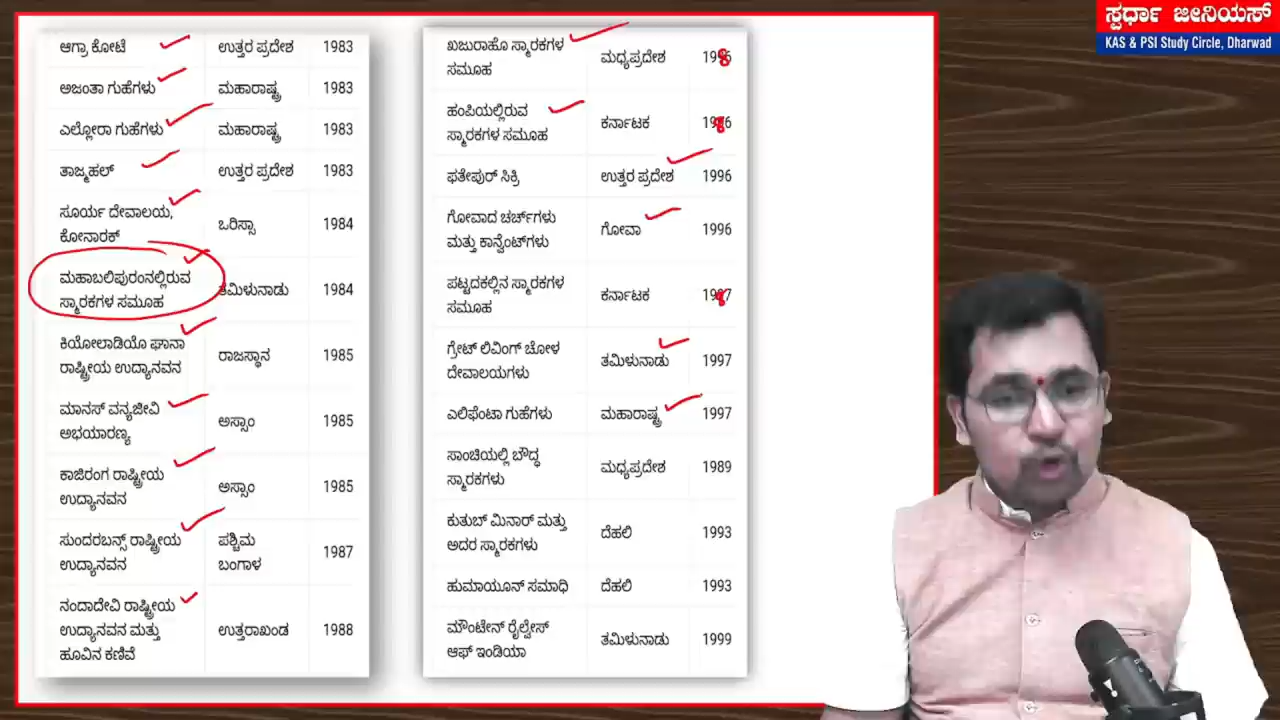 ಸ್ಪರ್ಧಾ ಜೀನಿಯಸ್
KAS & PSI Study Circle, Dharwad
ಆಗ್ರಾ ಕೋಟೆ ಉತ್ತರ ಪ್ರದೇಶ 1983
ಅಜಂತಾ ಗುಹೆಗಳು ಮಹಾರಾಷ್ಟ್ರ 1983
ಎಲ್ಲೋರಾ ಗುಹೆಗಳು ಮಹಾರಾಷ್ಟ್ರ 1983
ತಾಜ್ಮಹಲ್ ಉತ್ತರ ಪ್ರದೇಶ 1983
ಸೂರ್ಯ ದೇವಾಲಯ,
ಕೋನಾರಕ್ ಒರಿಸ್ಸಾ 1984
ಮಹಾಬಲಿಪುರಂನಲ್ಲಿರುವ
ಸ್ಮಾರಕಗಳ ಸಮೂಹ ತಮಿಳುನಾಡು 1984
ಕಿಯೋಲಾಡಿಯೊ ಘಾನಾ
ರಾಷ್ಟ್ರೀಯ ಉದ್ಯಾನವನ ರಾಜಸ್ಥಾನ 1985
ಮಾನಸ್ ವನ್ಯಜೀವಿ
ಅಭಯಾರಣ್ಯ ಅಸ್ಸಾಂ 1985
ಕಾಜಿರಂಗ ರಾಷ್ಟ್ರೀಯ
ಉದ್ಯಾನವನ ಅಸ್ಸಾಂ 1985
ಸುಂದರಬನ್ಸ್ ರಾಷ್ಟ್ರೀಯ ಪಶ್ಚಿಮ
ಉದ್ಯಾನವನ ಬಂಗಾಳ 1987
ನಂದಾದೇವಿ ರಾಷ್ಟ್ರೀಯ
ಉದ್ಯಾನವನ ಮತ್ತು ಉತ್ತರಾಖಂಡ 1988
ಹೂವಿನ ಕಣಿವೆ
ಖಜುರಾಹೊ ಸ್ಮಾರಕಗಳ
ಸಮೂಹ ಮಧ್ಯಪ್ರದೇಶ 1986
ಹಂಪಿಯಲ್ಲಿರುವ
ಸ್ಮಾರಕಗಳ ಸಮೂಹ ಕರ್ನಾಟಕ 1986
ಫತೇಪುರ್ ಸಿಕ್ರಿ ಉತ್ತರ ಪ್ರದೇಶ 1996
ಗೋವಾದ ಚರ್ಚ್‌ಗಳು
ಮತ್ತು ಕಾನ್ವೆಂಟ್‌ಗಳು ಗೋವಾ 1996
ಪಟ್ಟದಕಲ್ಲಿನ ಸ್ಮಾರಕಗಳ
ಸಮೂಹ ಕರ್ನಾಟಕ 1987
ಗ್ರೇಟ್ ಲಿವಿಂಗ್ ಚೋಳ
ದೇವಾಲಯಗಳು ತಮಿಳುನಾಡು 1997
ಎಲಿಫೆಂಟಾ ಗುಹೆಗಳು ಮಹಾರಾಷ್ಟ್ರ 1997
ಸಾಂಚಿಯಲ್ಲಿ ಬೌದ್ಧ
ಸ್ಮಾರಕಗಳು ಮಧ್ಯಪ್ರದೇಶ 1989
ಕುತುಬ್ ಮಿನಾರ್ ಮತ್ತು
ಅದರ ಸ್ಮಾರಕಗಳು ದೆಹಲಿ 1993
ಹುಮಾಯೂನ್ ಸಮಾಧಿ ದೆಹಲಿ 1993
ಮೌಂಟೇನ್ ರೈಲ್ವೇಸ್
ಆಫ್ ಇಂಡಿಯಾ ತಮಿಳುನಾಡು 1999